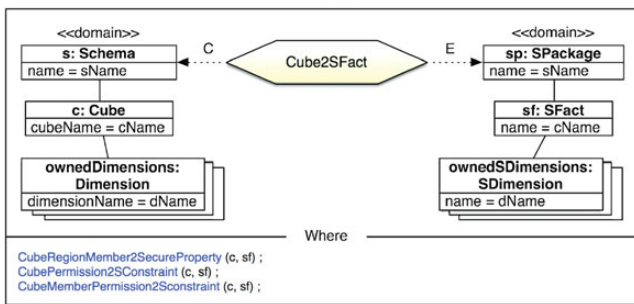 <<domain>>
<<domain>>
s: Schema
C
Cube2SFact
E
sp: SPackage
name = sName
name = sName
c: Cube
sf: SFact
cubeName = cName
name = cName
ownedDimensions:
Dimension
ownedSDimensions:
SDimension
dimensionName = dName
name = dName
Where
CubeRegionMember2SecureProperty (c, sf) ;
CubePermission2SConstraint (c, sf) ;
CubeMemberPermission2Sconstraint (c, sf) ;